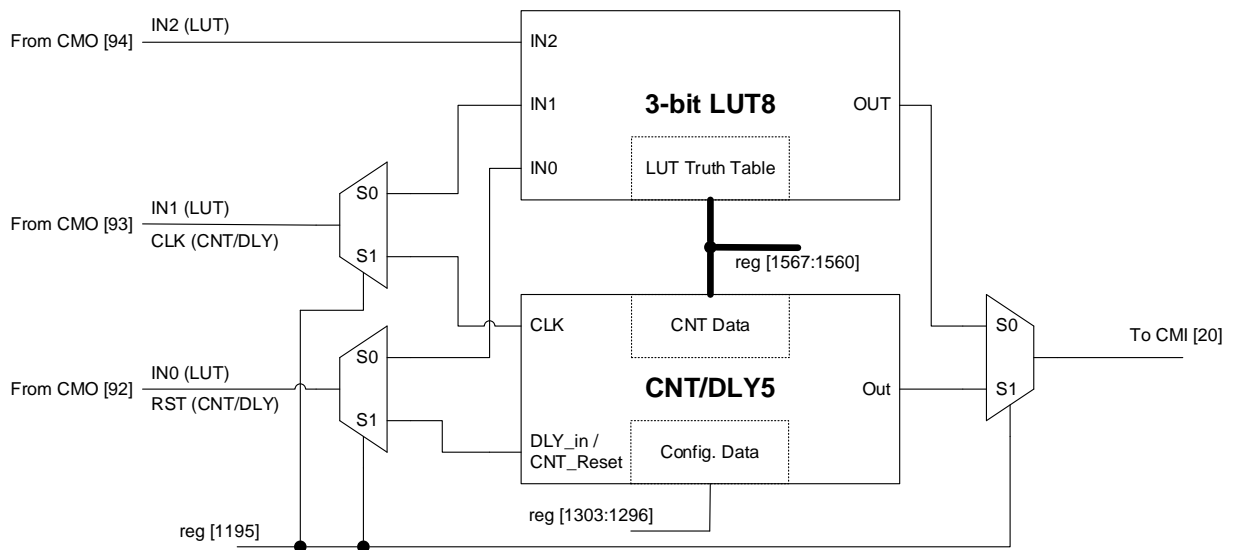 IN2 (LUT)
From CMO [94]
IN2
IN1
3-bit LUT8
OUT
IN0
LUT Truth Table
S0
From CMO [93]
IN1 (LUT)
CLK (CNT/DLY)
S1
reg [1567:1560]
CLK
CNT Data
S0
To CMI [20]
S0
From CMO [92]
IN0 (LUT)
RST (CNT/DLY)
CNT/DLY5
Out
S1
S1
DLY_in /
CNT_Reset
Config. Data
reg [1303:1296]
reg [1195]